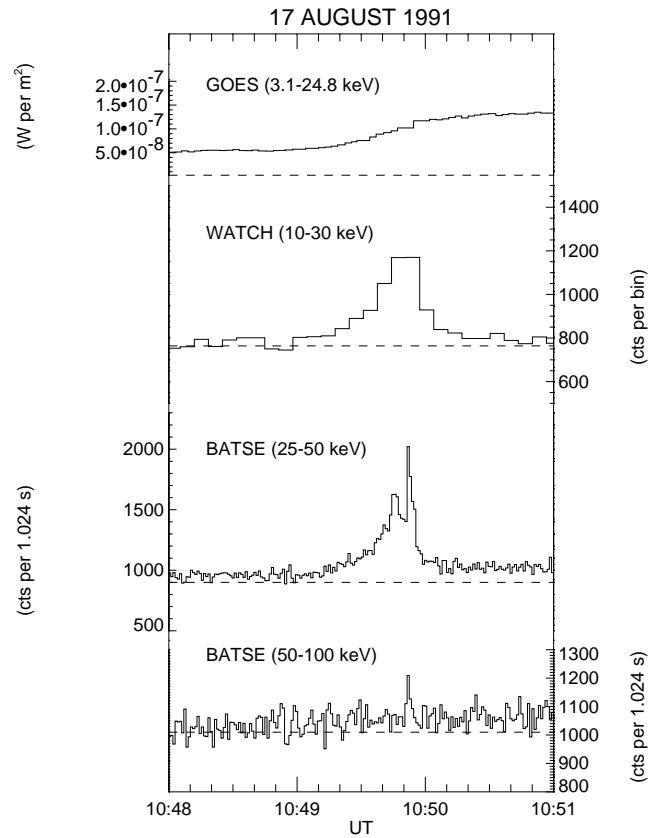 17 AUGUST 1991
GOES (3.1-24.8 keV)
(W per m²)
2.0•10⁻⁷
1.5•10⁻⁷
1.0•10⁻⁷
5.0•10⁻⁸
WATCH (10-30 keV)
1400
1200
1000
800
600
(cts per bin)
BATSE (25-50 keV)
(cts per 1.024 s)
2000
1500
1000
500
BATSE (50-100 keV)
1300
1200
1100
1000
900
800
(cts per 1.024 s)
10:48 10:49 10:50 10:51
UT